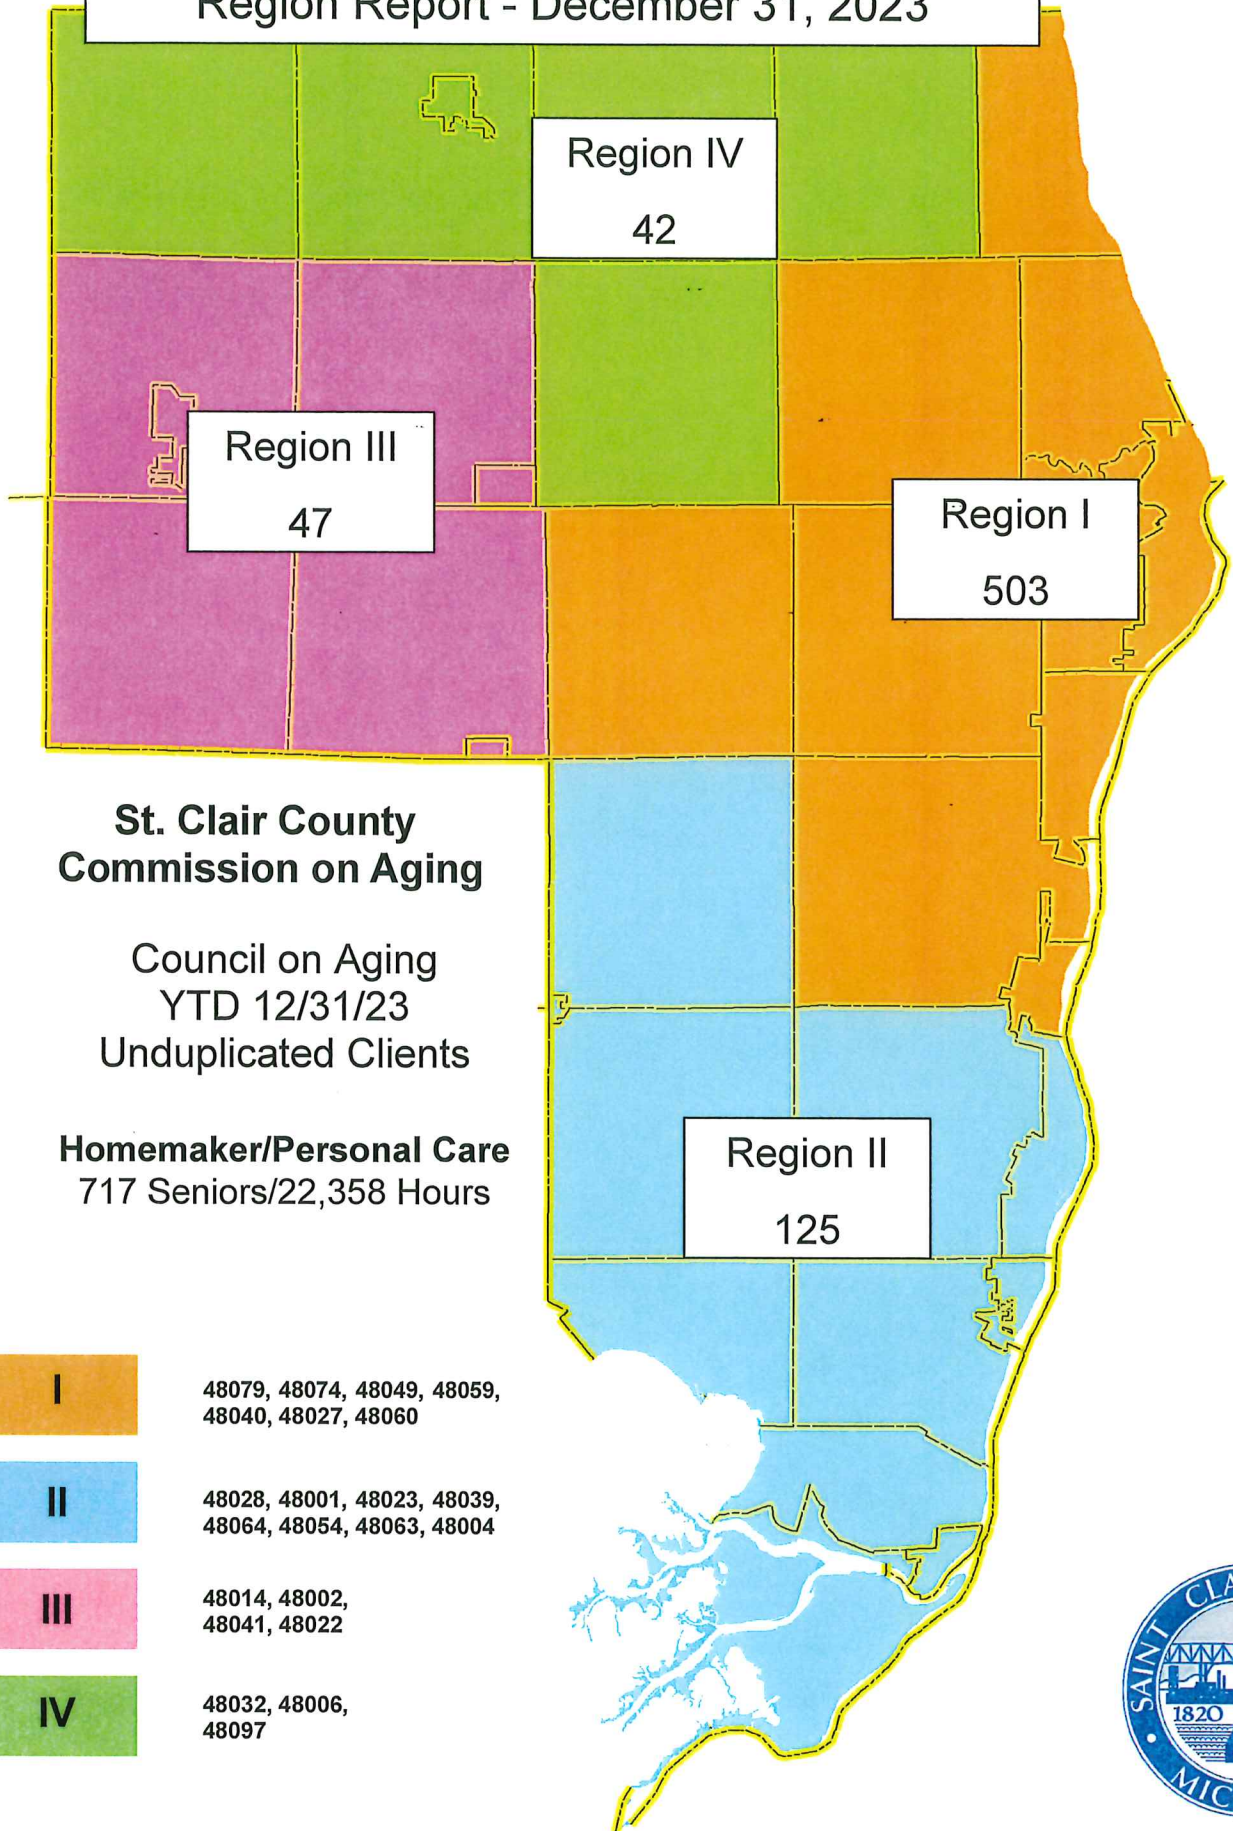 Region Report - December 31, 2023
Region IV
42
Region III
47
Region I
503
St. Clair County
Commission on Aging
Council on Aging
YTD 12/31/23
Unduplicated Clients
Homemaker/Personal Care
717 Seniors/22,358 Hours
Region II
125
I
48079, 48074, 48049, 48059,
48040, 48027, 48060
II
48028, 48001, 48023, 48039,
48064, 48054, 48063, 48004
III
48014, 48002,
48041, 48022
IV
48032, 48006,
48097
SAINT
1820